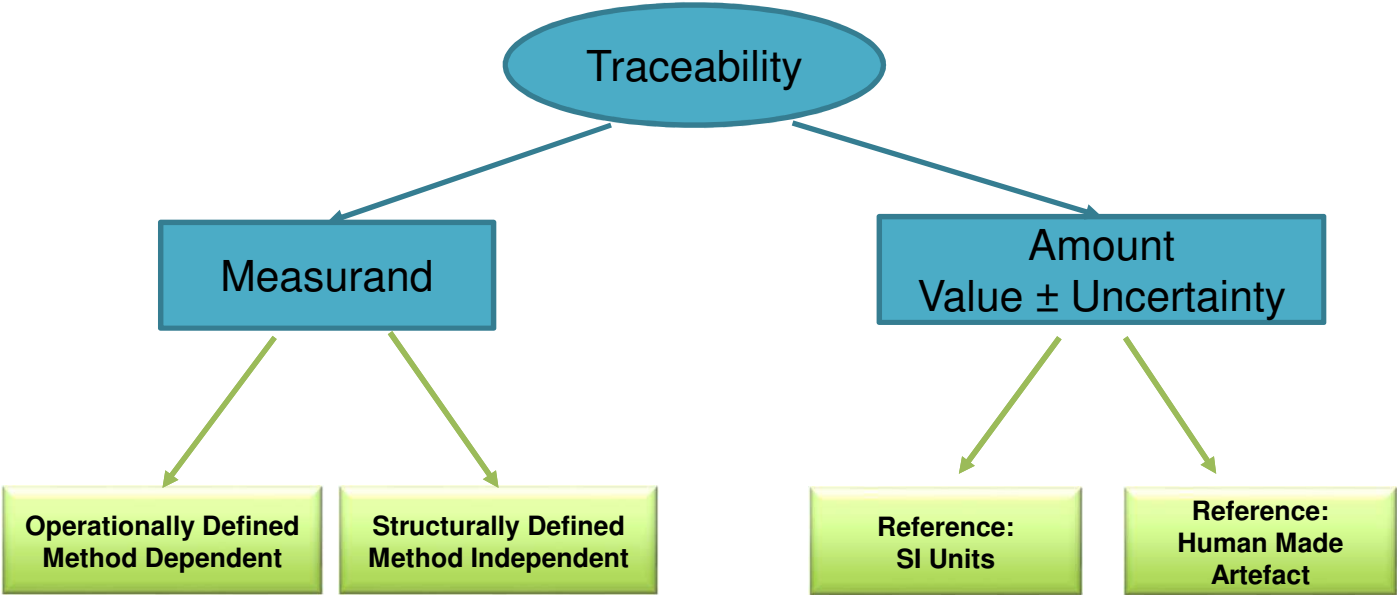 Traceability
Measurand
Amount
Value ± Uncertainty
Operationally Defined
Method Dependent
Structurally Defined
Method Independent
Reference:
SI Units
Reference:
Human Made
Artefact